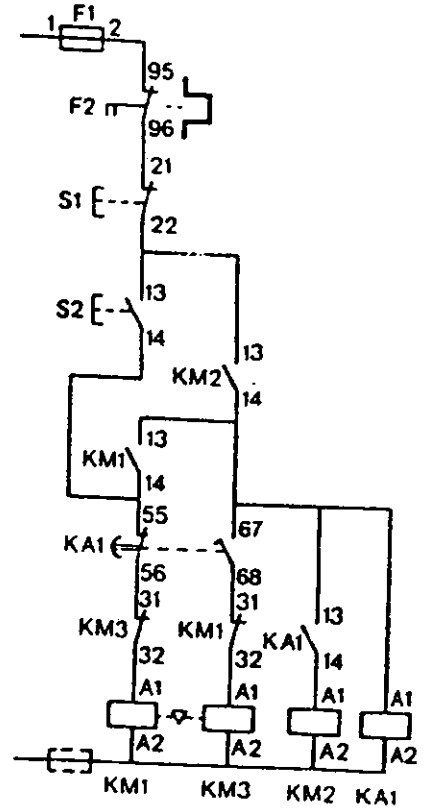 F1
1 2
95
F2
96
21
S1
22
13
S2
14
13
KM2
14
13
KM1
14
55 67
KA1
56 68
31 31
KM3 KM1 KA1 13
32 32 14
A1 A1 A1 A1
A2 A2 A2 A2
KM1 KM3 KM2 KA1